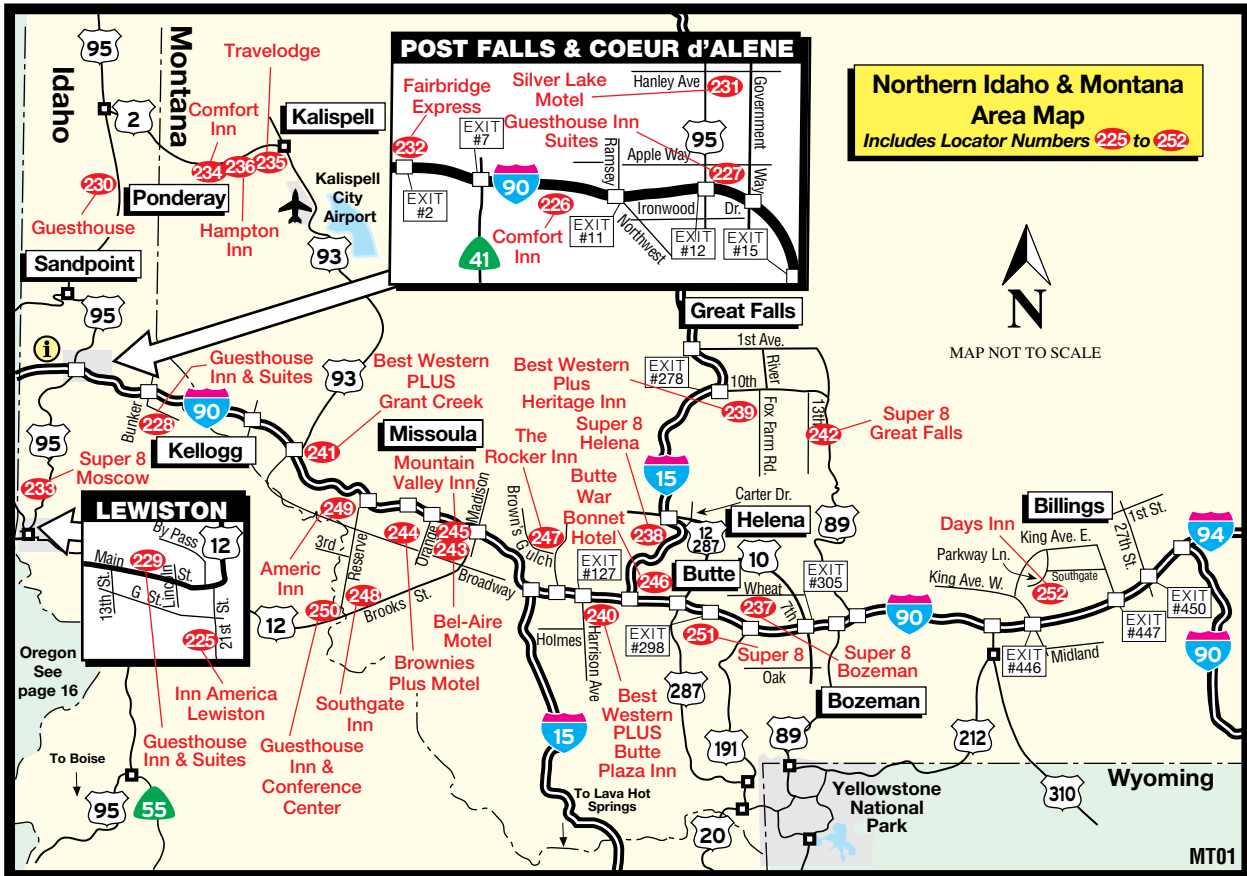 Northern Idaho & Montana
Area Map
Includes Locator Numbers 225 to 252
95
Idaho
Montana
2
Travelodge
Comfort
Inn
Kalispell
234
236
235
230
Guesthouse
Ponderay
Hampton
Inn
Kalispell
City
Airport
93
Sandpoint
95
POST FALLS & COEUR d'ALENE
Fairbridge
Express
232
EXIT
#2
EXIT
#7
90
41
226
Comfort
Inn
Silver Lake
Motel
Hanley Ave
231
Guesthouse Inn
Suites
95
Government
Way
Ramsey
Apple Way
227
Ironwood
Dr.
Northwest
EXIT
#11
EXIT
#12
EXIT
#15
N
MAP NOT TO SCALE
i
Guesthouse
Inn & Suites
Bunker
228
90
Kellogg
93
Best Western
PLUS
Grant Creek
241
95
Super 8
Moscow
233
LEWISTON
By Pass
12
Main
St.
229
Lincoln
13th/St.
G St.
21st St.
225
Oregon
See
page 16
Inn America
Lewiston
Guesthouse
Inn & Suites
To Boise
95
55
12
Missoula
Mountain
Valley Inn
Madison
249
Americ
Inn
3rd
Reserve
244
Orange
245
243
Broadway
250
248
Brooks St.
Bel-Aire
Motel
Brownies
Plus Motel
Southgate
Inn
Guesthouse
Inn &
Conference
Center
Great Falls
1st Ave.
River
EXIT
#278
10th
Best Western
Plus
Heritage Inn
239
Fox Farm Rd.
13th
242
Super 8
Great Falls
Super 8
Helena
15
The
Rocker Inn
Brown's
Gulch
247
Butte
War
Bonnet
Hotel
238
Carter Dr.
12
287
Helena
89
EXIT
#127
246
Butte
10
EXIT
#305
Wheat
7th
237
240
Holmes
Harrison Ave
EXIT
#298
251
Super 8
Oak
Super 8
Bozeman
Bozeman
90
15
Best
Western
PLUS
Butte
Plaza Inn
287
191
89
To Lava Hot
Springs
20
Yellowstone
National
Park
Wyoming
212
310
Billings
1st St.
27th St.
King Ave. E.
Days Inn
Parkway Ln.
Southgate
King Ave. W.
252
94
EXIT
#450
EXIT
#447
EXIT
#446
Midland
90
MT01